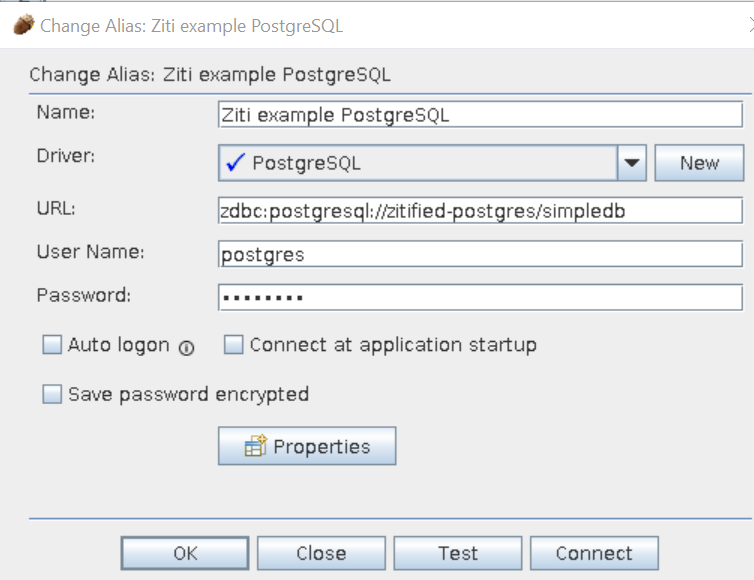 Change Alias: Ziti example PostgreSQL
Change Alias: Ziti example PostgreSQL
Name: Ziti example PostgreSQL
Driver: PostgreSQL New
URL: zdbc:postgresql://zitified-postgres/simpledb
User Name: postgres
Password: ••••••••
Auto logon Connect at application startup
Save password encrypted
Properties
OK Close Test Connect